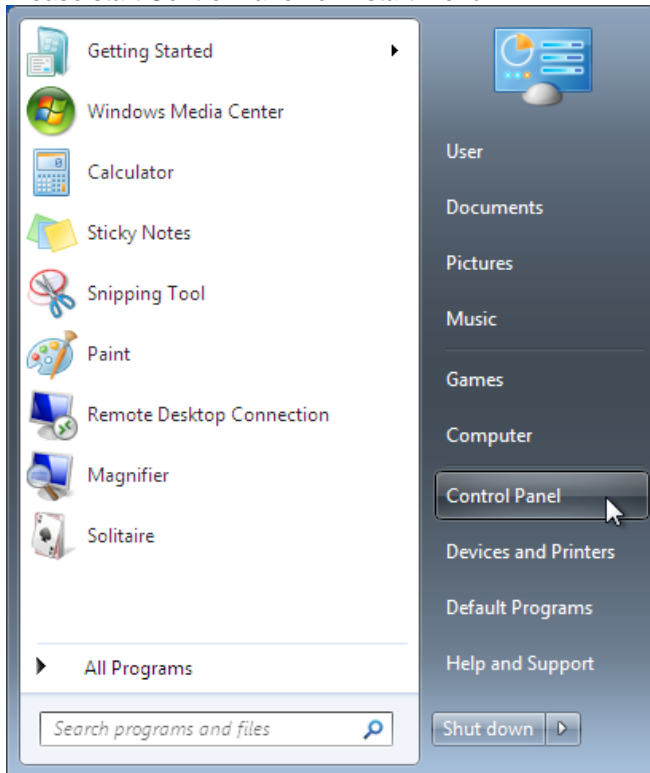 Getting Started
Windows Media Center
Calculator
Sticky Notes
Snipping Tool
Paint
Remote Desktop Connection
Magnifier
Solitaire
All Programs
Search programs and files
User
Documents
Pictures
Music
Games
Computer
Control Panel
Devices and Printers
Default Programs
Help and Support
Shut down